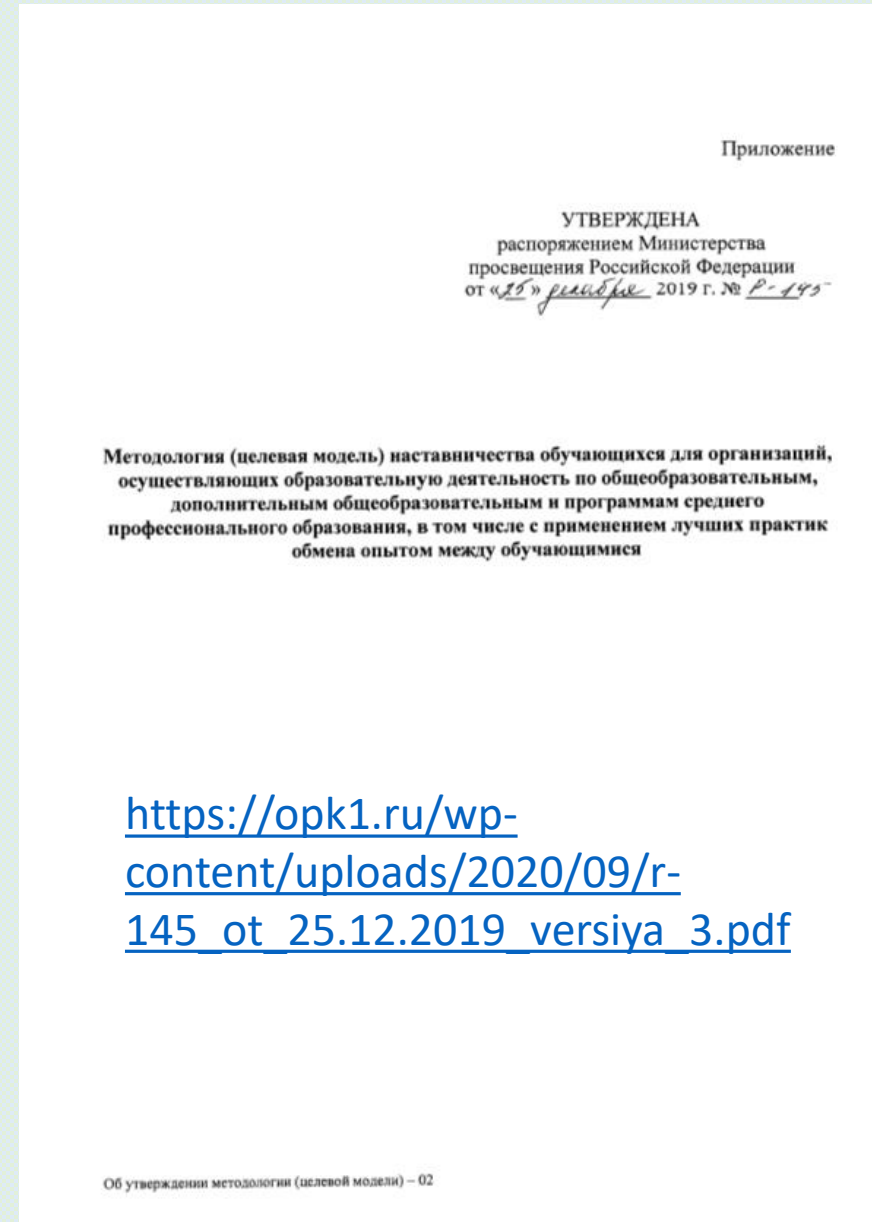 Приложение
УТВЕРЖДЕНА
распоряжением Министерства
просвещения Российской Федерации
от «25» декабря 2019 г. № Р-145
Методология (целевая модель) наставничества обучающихся для организаций,
осуществляющих образовательную деятельность по общеобразовательным,
дополнительным общеобразовательным и программам среднего
профессионального образования, в том числе с применением лучших практик
обмена опытом между обучающимися
https://opk1.ru/wp-
content/uploads/2020/09/r-
145_ot_25.12.2019_versiya_3.pdf
Об утверждении методологии (целевой модели) – 02